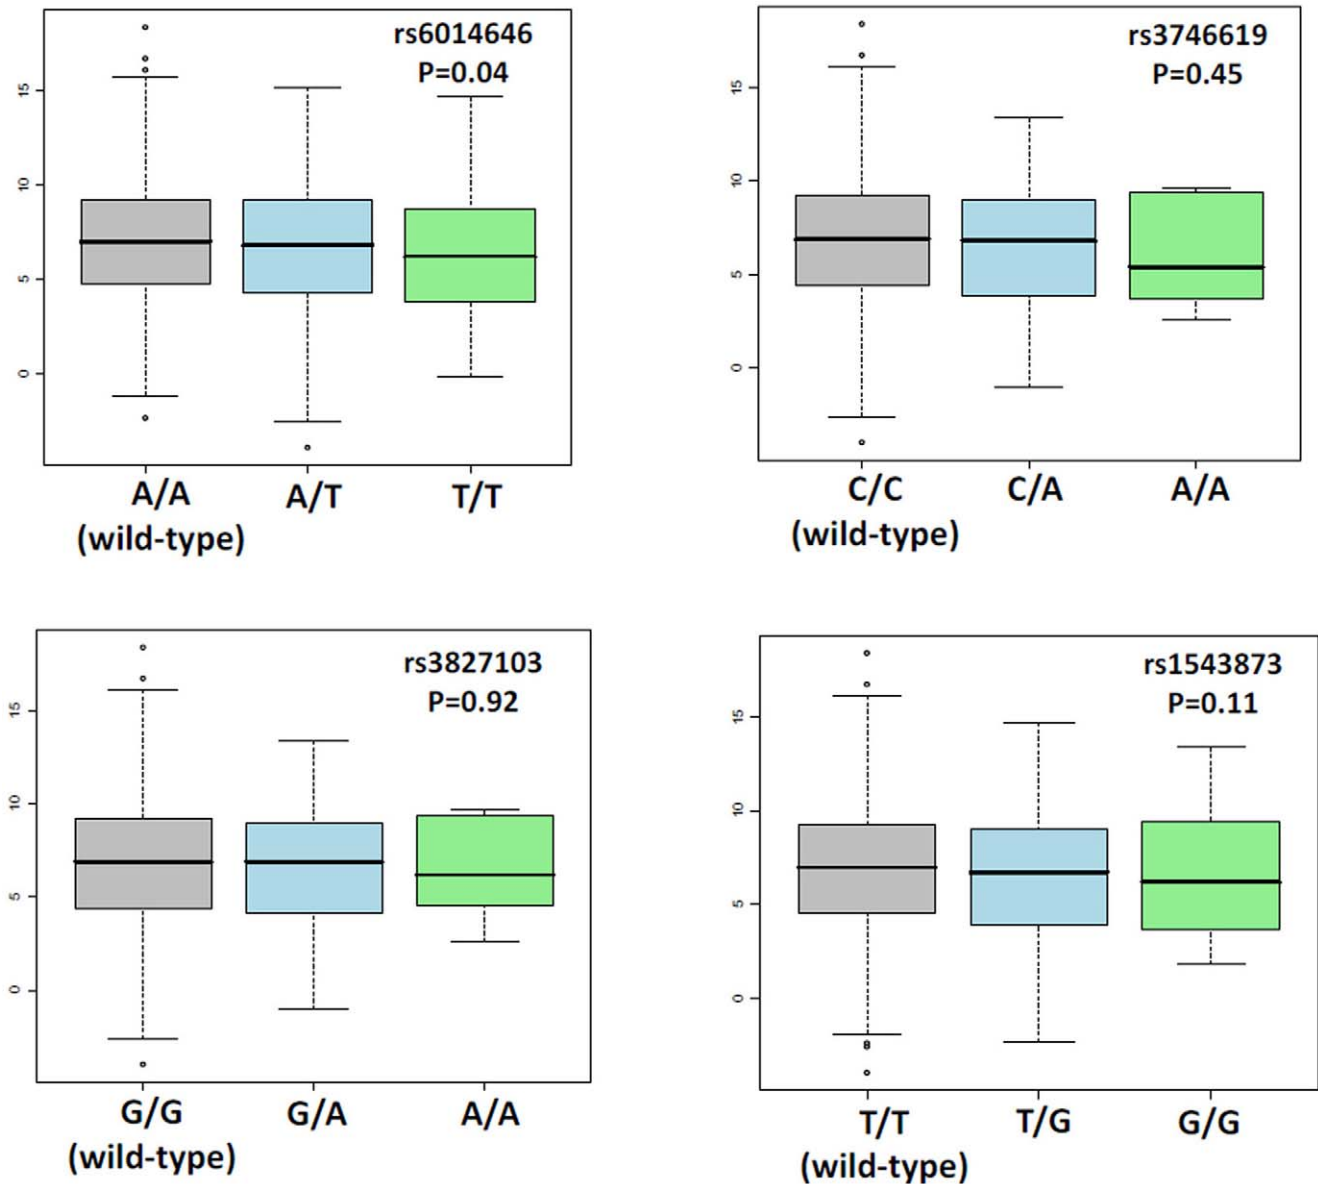 rs6014646
P=0.04
15
10
5
0
A/A
A/T
T/T
(wild-type)
rs3746619
P=0.45
15
10
5
0
C/C
C/A
A/A
(wild-type)
rs3827103
P=0.92
15
10
5
0
G/G
G/A
A/A
(wild-type)
rs1543873
P=0.11
15
10
5
0
T/T
T/G
G/G
(wild-type)